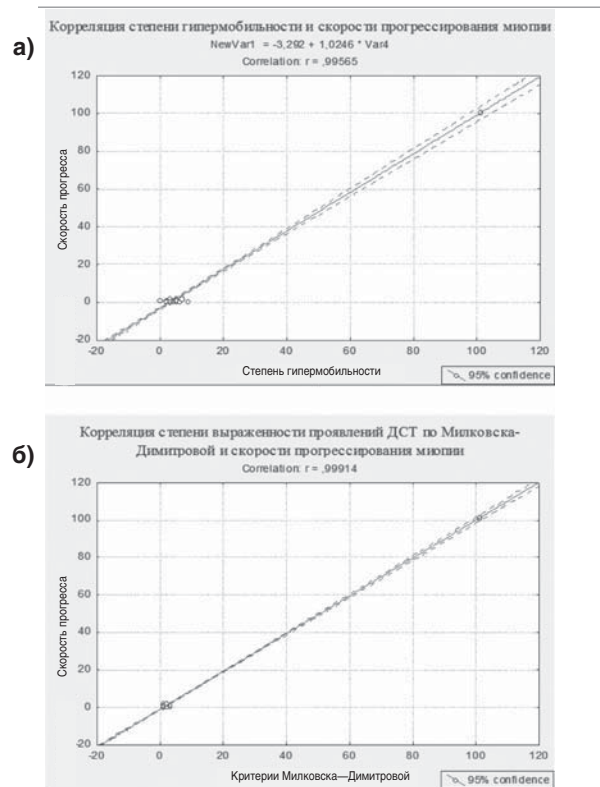 а)
Корреляция степени гипермобильности и скорости прогрессирования миопии
NewVar1 = -3,292 + 1,0246 * Var4
Correlation: r = ,99565
120
100
80
60
40
20
0
-20
Скорость прогресса
-20 0 20 40 60 80 100 120
Степень гипермобильности
95% confidence
б)
Корреляция степени выраженности проявлений ДСТ по Милковска-
Димитровой и скорости прогрессирования миопии
Correlation: r = ,99914
120
100
80
60
40
20
0
-20
Скорость прогресса
-20 0 20 40 60 80 100 120
Критерии Милковска—Димитровой
95% confidence